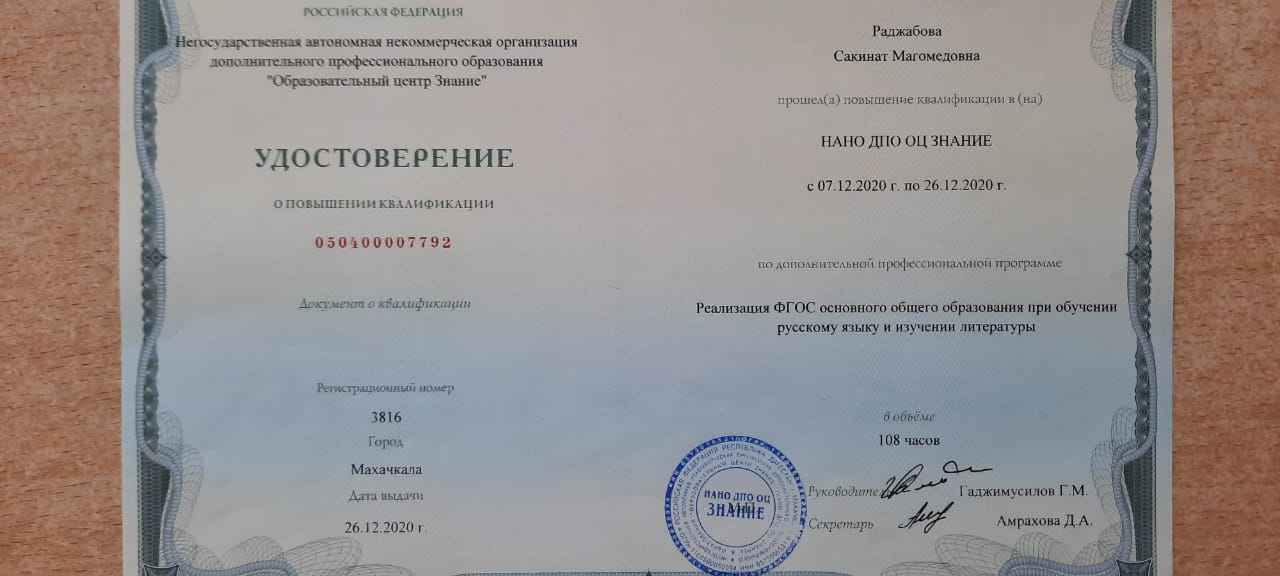 РОССИЙСКАЯ ФЕДЕРАЦИЯ
Негосударственная автономная некоммерческая организация
дополнительного профессионального образования
"Образовательный центр Знание"
УДОСТОВЕРЕНИЕ
О ПОВЫШЕНИИ КВАЛИФИКАЦИИ
050400007792
Документ о квалификации
Регистрационный номер
3816
Город
Махачкала
Дата выдачи
26.12.2020 г.
Раджабова
Сакинат Магомедовна
прошел(а) повышение квалификации в (на)
НАНО ДПО ОЦ ЗНАНИЕ
с 07.12.2020 г. по 26.12.2020 г.
по дополнительной профессиональной программе
Реализация ФГОС основного общего образования при обучении
русскому языку и изучении литературы
в объёме
108 часов
Руководитель Гаджимусилов Г.М.
Секретарь Амрахова Д.А.
М.П.
НАНО ДПО ОЦ
ЗНАНИЕ